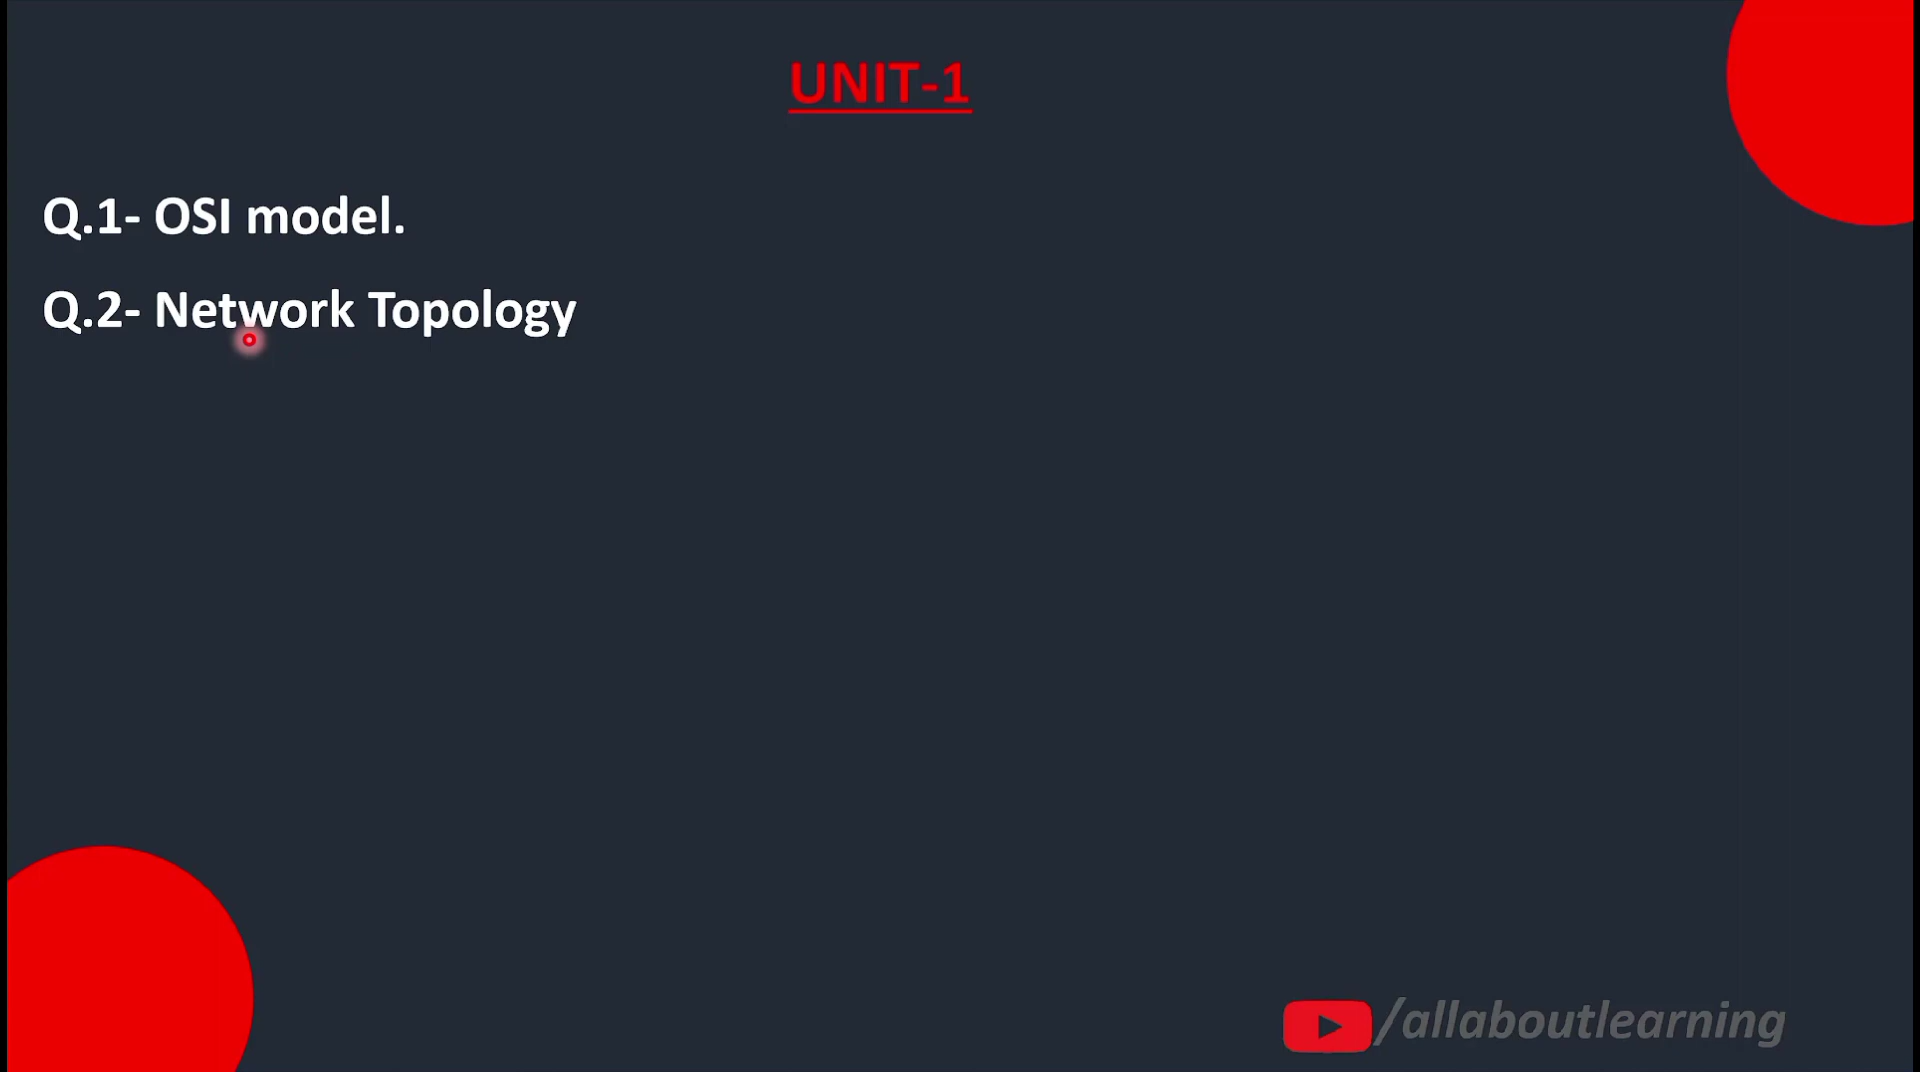 UNIT-1
Q.1- OSI model.
Q.2- Network Topology
/allaboutlearning